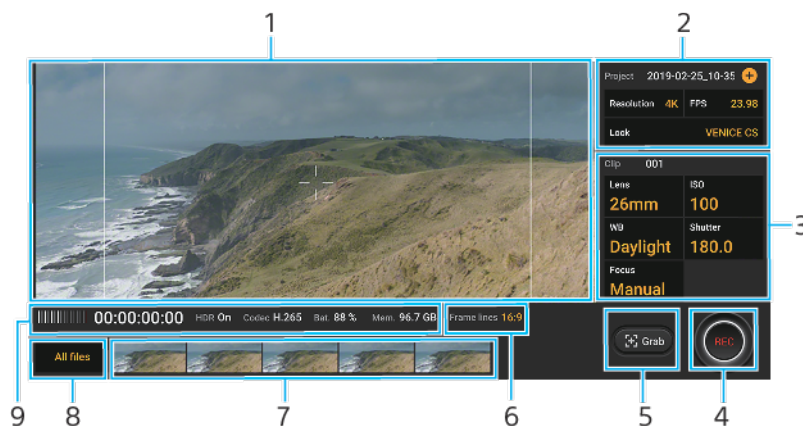 1
2
Project 2019-02-25_10-35
Resolution 4K FPS 23.98
Look VENICE CS
Clip 001
Lens ISO
26mm 100
WB Shutter
Daylight 180.0
Focus
Manual
3
00:00:00:00 HDR On Codec H.265 Bat. 88 % Mem. 96.7 GB Frame lines 16:9
Grab REC
All files
9 8 7 6 5 4